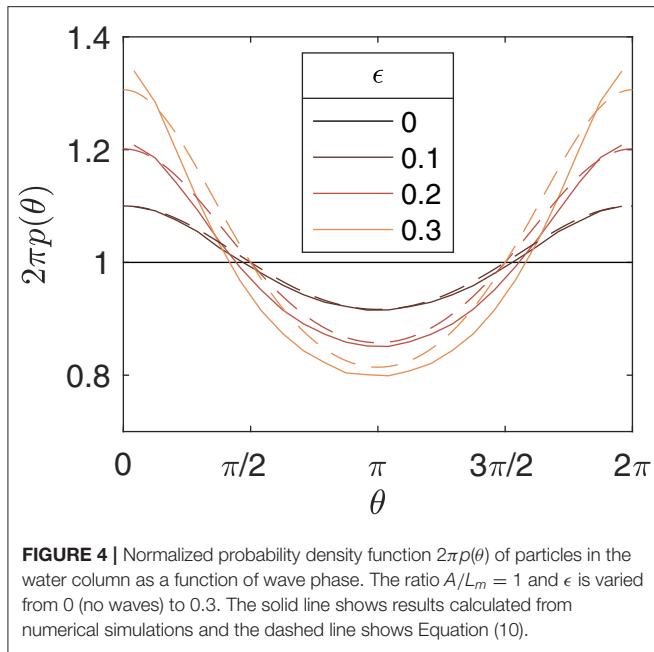 1.4
1.2
1
0.8
2πp(θ)
ϵ
0
0.1
0.2
0.3
0 π/2 π 3π/2 2π
θ
FIGURE 4 | Normalized probability density function 2πp(θ) of particles in the
water column as a function of wave phase. The ratio A/Lₘ = 1 and ϵ is varied
from 0 (no waves) to 0.3. The solid line shows results calculated from
numerical simulations and the dashed line shows Equation (10).